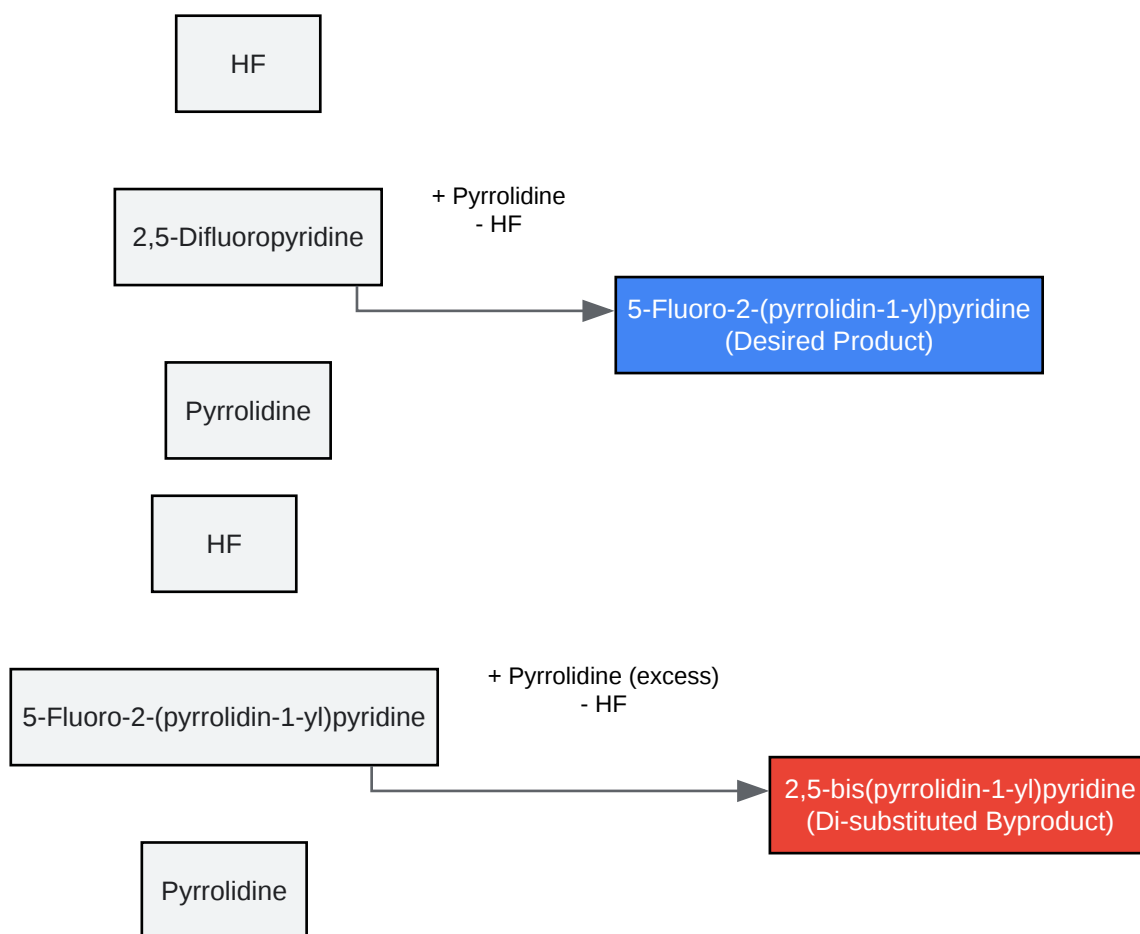 HF
2,5-Difluoropyridine
+ Pyrrolidine
- HF
5-Fluoro-2-(pyrrolidin-1-yl)pyridine
(Desired Product)
Pyrrolidine
HF
5-Fluoro-2-(pyrrolidin-1-yl)pyridine
+ Pyrrolidine (excess)
- HF
2,5-bis(pyrrolidin-1-yl)pyridine
(Di-substituted Byproduct)
Pyrrolidine